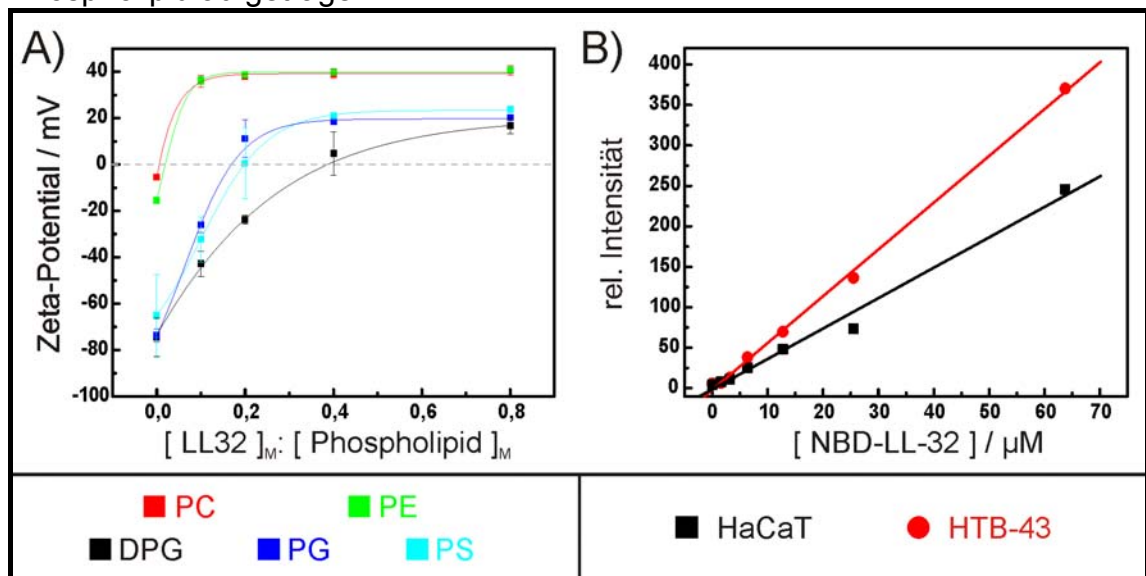 A)
Zeta-Potential / mV
40
20
0
-20
-40
-60
-80
-100
0,0 0,2 0,4 0,6 0,8
[ LL32 ]M: [ Phospholipid ]M
B)
rel. Intensität
400
350
300
250
200
150
100
50
0
0 10 20 30 40 50 60 70
[ NBD-LL-32 ] / µM
PC PE
DPG PG PS
HaCaT HTB-43